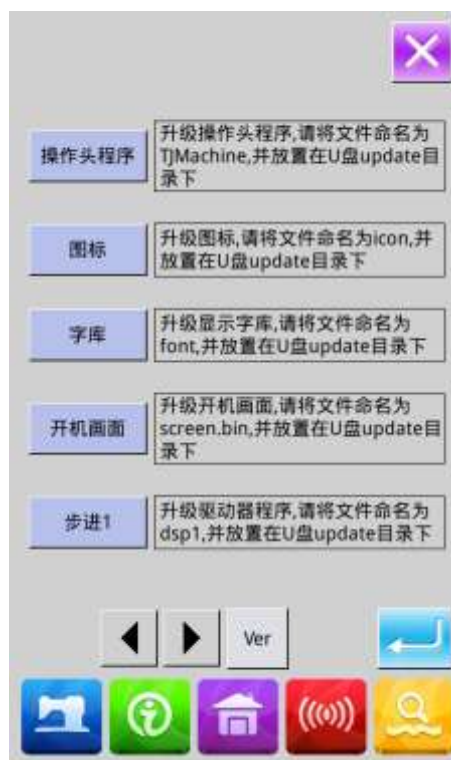 操作头程序
升级操作头程序,请将文件命名为
TJMachine,并放置在U盘update目
录下
图标
升级图标,请将文件命名为icon,并
放置在U盘update目录下
字库
升级显示字库,请将文件命名为
font,并放置在U盘update目录下
开机画面
升级开机画面,请将文件命名为
screen.bin,并放置在U盘update目
录下
步进1
升级驱动器程序,请将文件命名为
dsp1,并放置在U盘update目录下
Ver